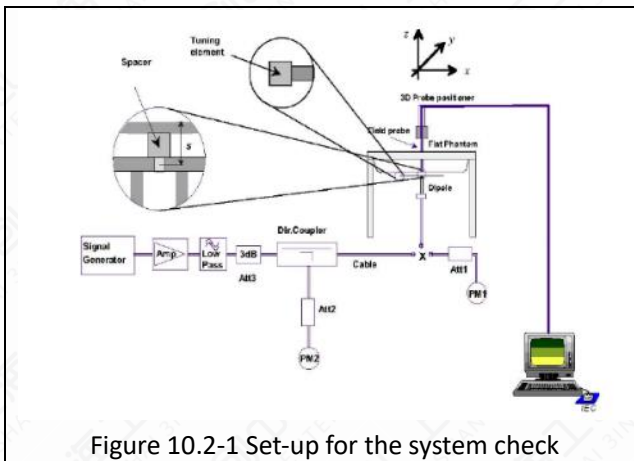 Tuning
element
Spacer
s
z
y
x
3D Probe positioner
Field probe
Flat Phantom
Dipole
Signal
Generator
Amp
Low
Pass
3dB
Att3
Dir.Coupler
Cable
X
Att1
PM1
Att2
PM2
Figure 10.2-1 Set-up for the system check